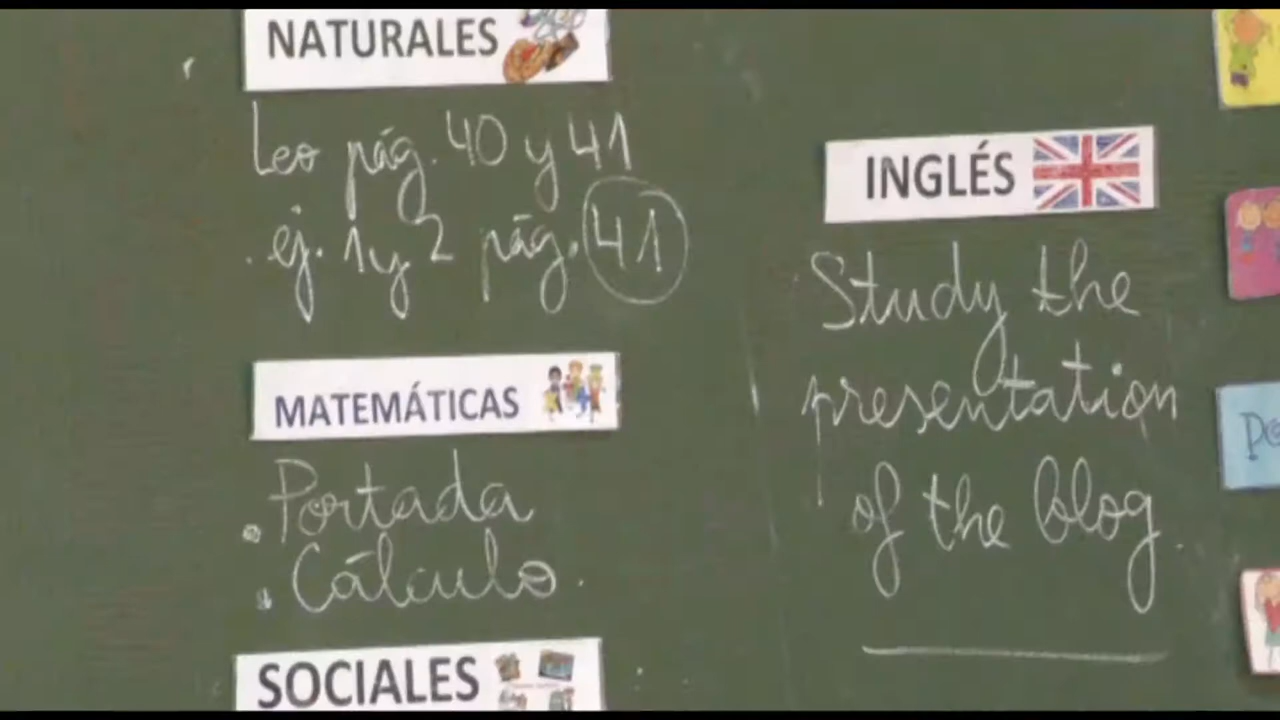 NATURALES
Leo pág. 40 y 41
. ej. 1 y 2 pág. 41
MATEMÁTICAS
. Portada
. Cálculo.
SOCIALES
INGLÉS
Study the
presentation
of the blog.